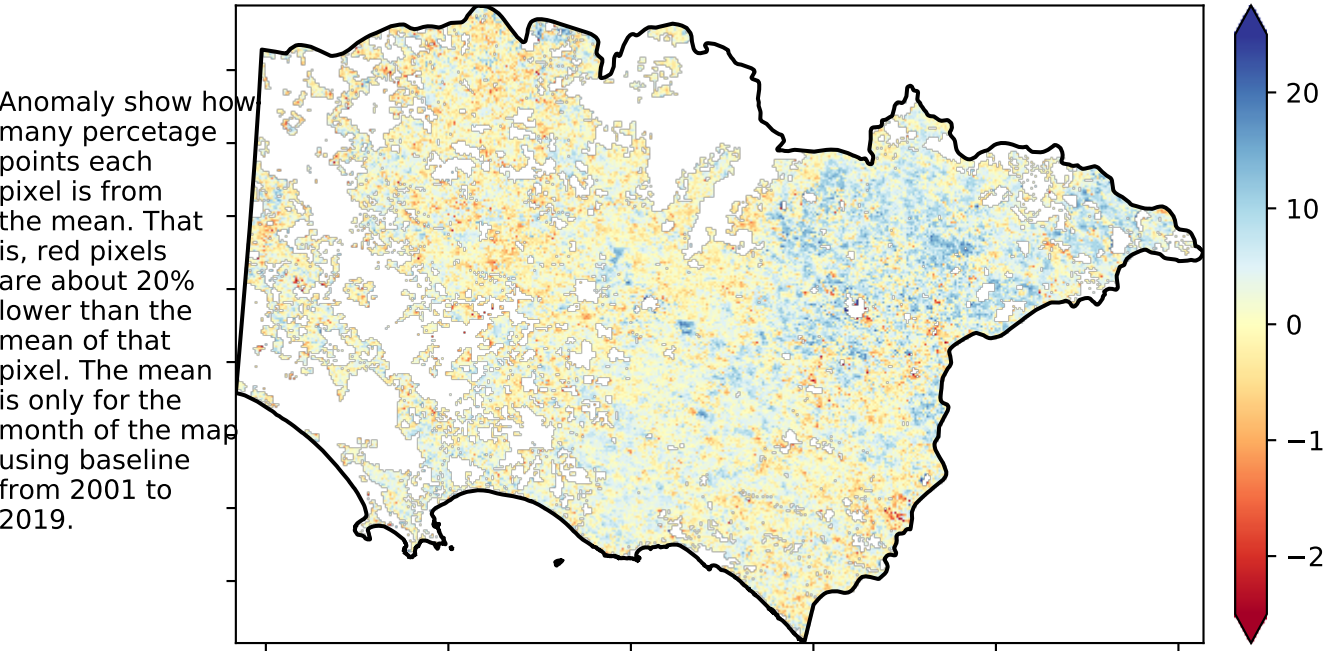 Anomaly show how
many percetage
points each
pixel is from
the mean. That
is, red pixels
are about 20%
lower than the
mean of that
pixel. The mean
is only for the
month of the map
using baseline
from 2001 to
2019.
20
10
0
−1
−2